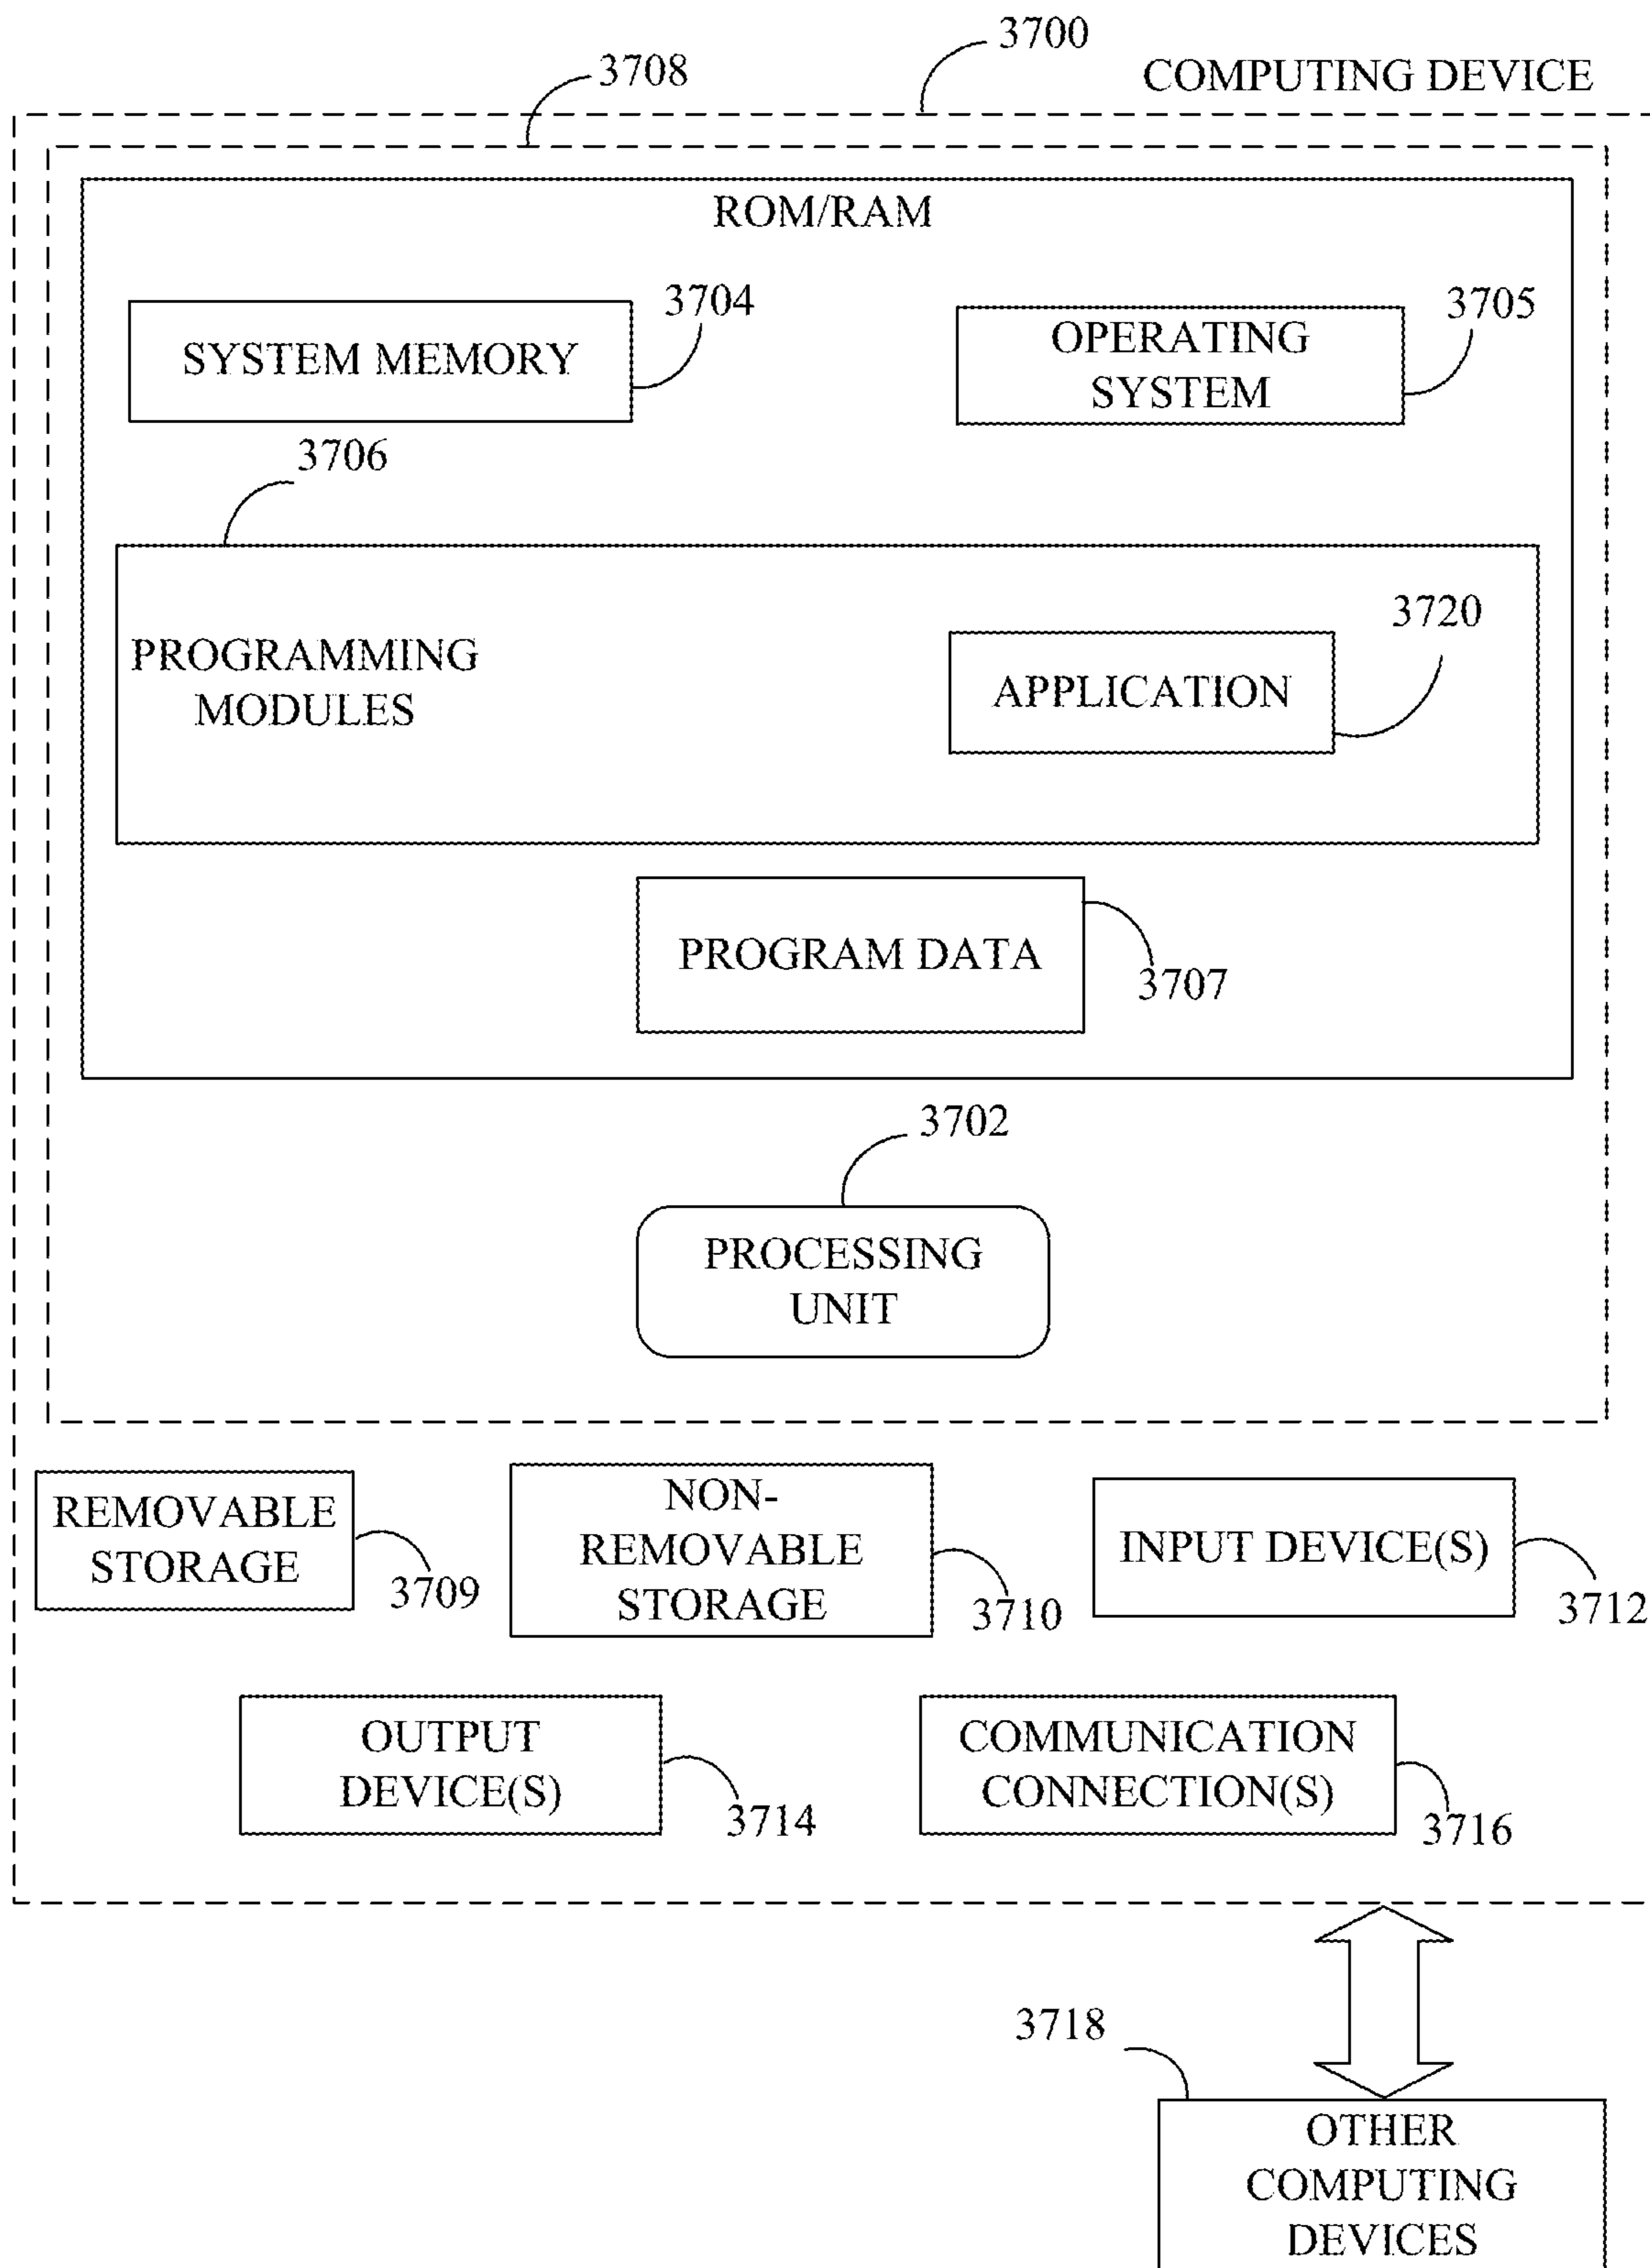 3700
3708
COMPUTING DEVICE
ROM/RAM
3704
SYSTEM MEMORY
3705
OPERATING
SYSTEM
3706
3720
PROGRAMMING
MODULES
APPLICATION
PROGRAM DATA
3707
3702
PROCESSING
UNIT
REMOVABLE
STORAGE
3709
NON-
REMOVABLE
STORAGE
3710
INPUT DEVICE(S)
3712
OUTPUT
DEVICE(S)
3714
COMMUNICATION
CONNECTION(S)
3716
3718
OTHER
COMPUTING
DEVICES